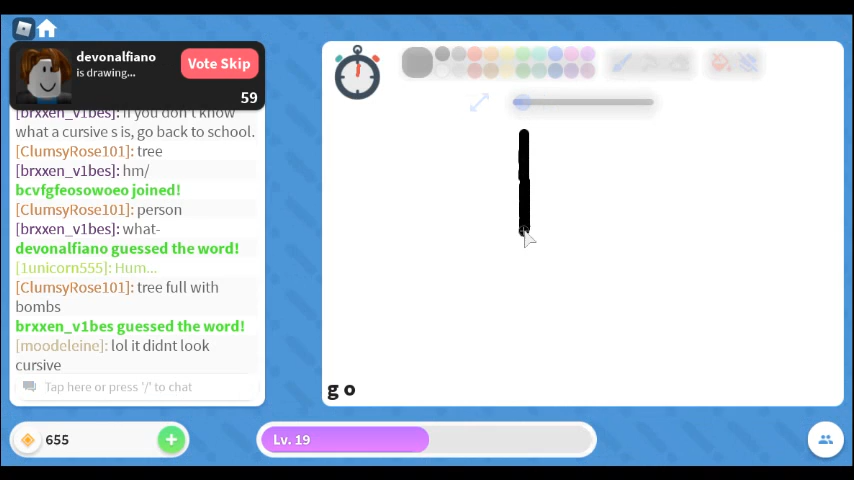 devonalfiano
is drawing...
Vote Skip
59
[brxxen_v1bes]: if you don't know
what a cursive s is, go back to school.
[ClumsyRose101]: tree
[brxxen_v1bes]: hm/
bcvfgfeosowoeo joined!
[ClumsyRose101]: person
[brxxen_v1bes]: what-
devonalfiano guessed the word!
[1unicorn555]: Hum...
[ClumsyRose101]: tree full with
bombs
brxxen_v1bes guessed the word!
[moodeleine]: lol it didnt look
cursive
Tap here or press '/' to chat
g o
655
Lv. 19